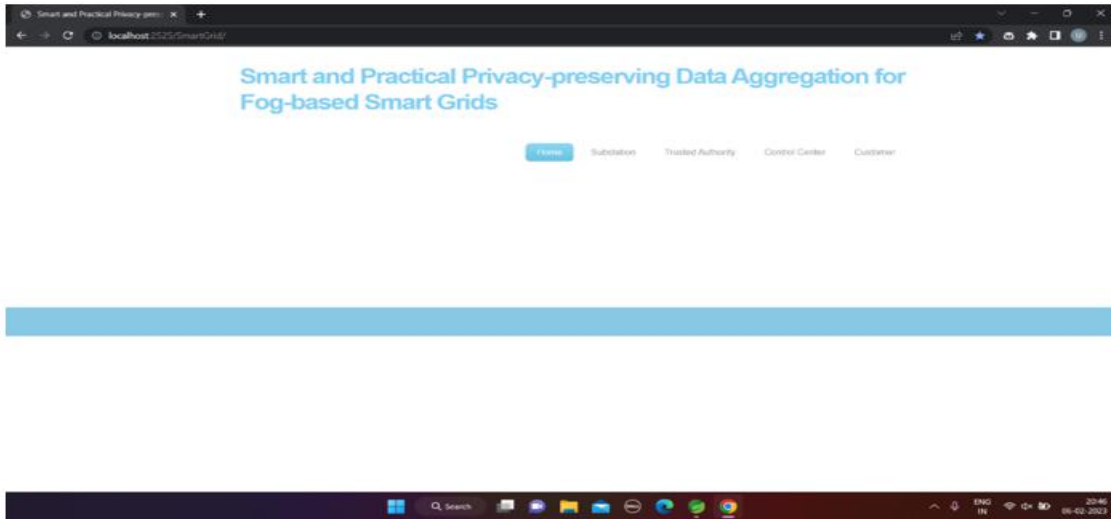 Smart and Practical Privacy-pres
localhost:2525/SmartGrid/
Smart and Practical Privacy-preserving Data Aggregation for
Fog-based Smart Grids
Home Substation Trusted Authority Control Center Customer
Search
ENG 20:46
IN 06-02-2023